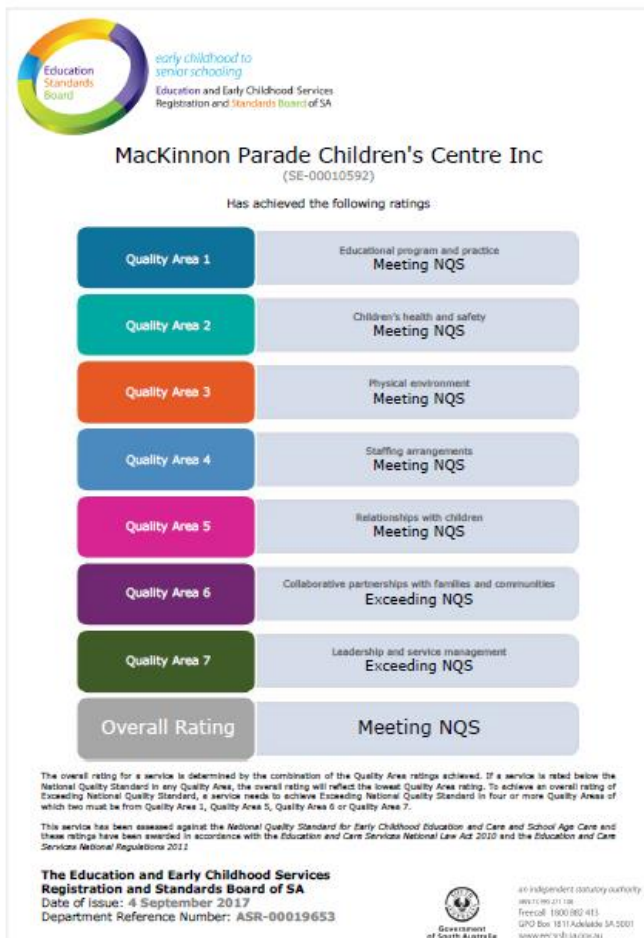 Education
Standards
Board
early childhood to
senior schooling
Education and Early Childhood Services
Registration and Standards Board of SA
MacKinnon Parade Children's Centre Inc
(SE-00010592)
Has achieved the following ratings
Quality Area 1
Educational program and practice
Meeting NQS
Quality Area 2
Children's health and safety
Meeting NQS
Quality Area 3
Physical environment
Meeting NQS
Quality Area 4
Staffing arrangements
Meeting NQS
Quality Area 5
Relationships with children
Meeting NQS
Quality Area 6
Collaborative partnerships with families and communities
Exceeding NQS
Quality Area 7
Leadership and service management
Exceeding NQS
Overall Rating
Meeting NQS
The overall rating for a service is determined by the combination of the Quality Area ratings achieved. If a service is rated below the
National Quality Standard in any Quality Area, the overall rating will reflect the lowest Quality Area rating. To achieve an overall rating of
Exceeding National Quality Standard, a service needs to achieve Exceeding National Quality Standard in four or more Quality Areas of
which two must be from Quality Area 1, Quality Area 5, Quality Area 6 or Quality Area 7.
This service has been assessed against the National Quality Standard for Early Childhood Education and Care and School Age Care and
these ratings have been awarded in accordance with the Education and Care Services National Law Act 2010 and the Education and Care
Services National Regulations 2011
The Education and Early Childhood Services
Registration and Standards Board of SA
Date of issue: 4 September 2017
Department Reference Number: ASR-00019653
Government
of South Australia
an independent statutory authority
freecall 1800 882 413
GPO Box 1811 Adelaide SA 5001
www.eecsrsb.sa.gov.au